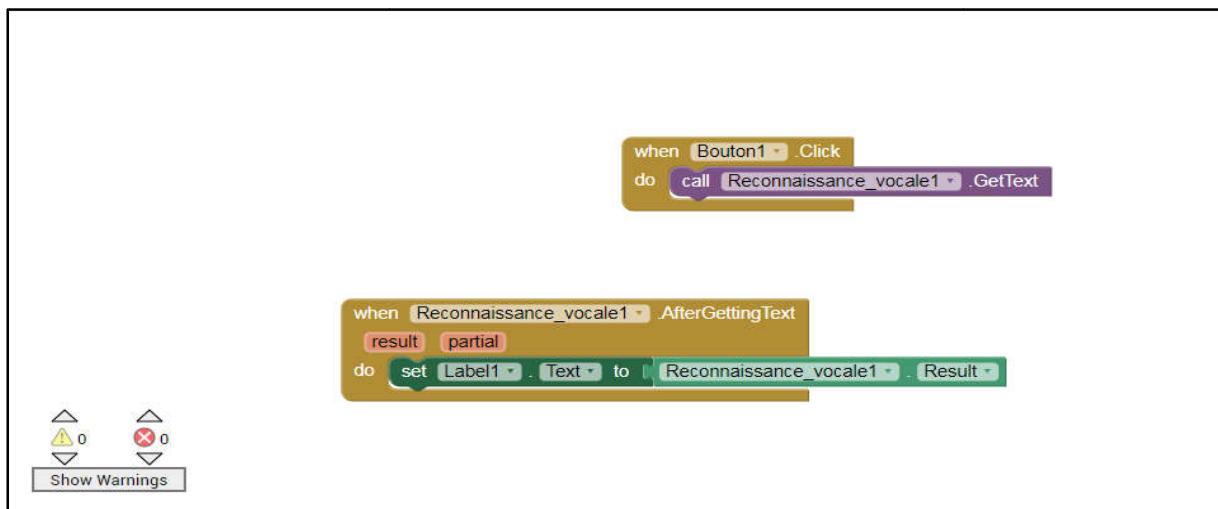 when Bouton1 .Click
do call Reconnaissance_vocale1 .GetText
when Reconnaissance_vocale1 .AfterGettingText
result partial
do set Label1 . Text to Reconnaissance_vocale1 . Result
0 0
Show Warnings